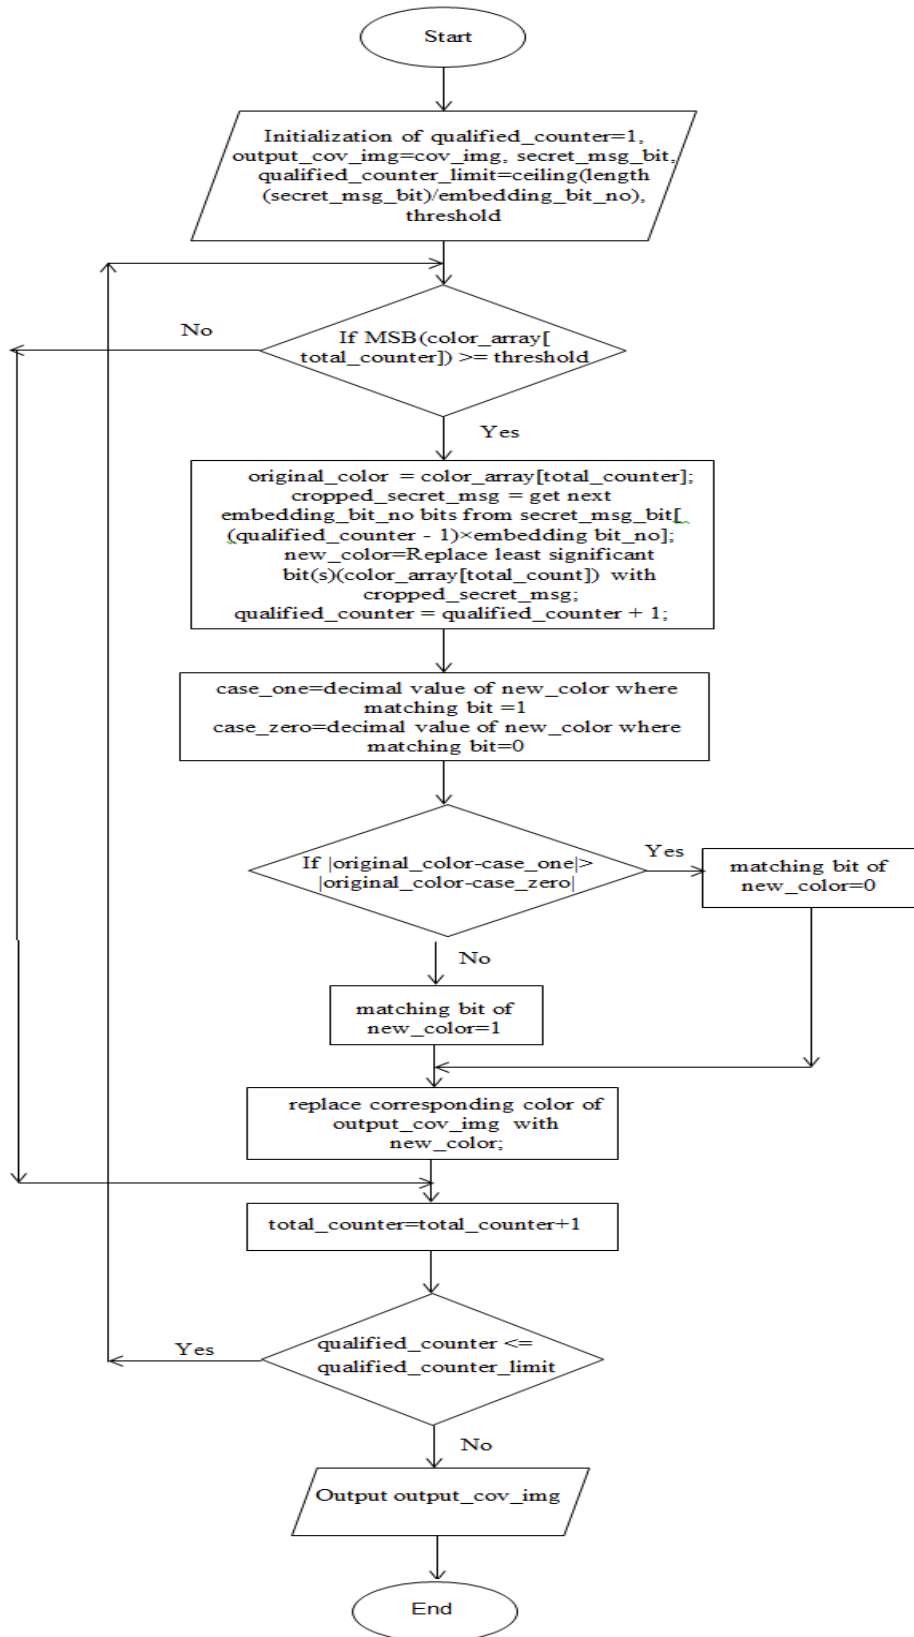 Start
Initialization of qualified_counter=1,
output_cov_img=cov_img, secret_msg_bit,
qualified_counter_limit=ceiling(length
(secret_msg_bit)/embedding_bit_no),
threshold
No
If MSB(color_array[
total_counter]) >= threshold
Yes
original_color = color_array[total_counter];
cropped_secret_msg = get next
embedding_bit_no bits from secret_msg_bit[
(qualified_counter - 1)×embedding bit_no];
new_color=Replace least significant
bit(s)(color_array[total_count]) with
cropped_secret_msg;
qualified_counter = qualified_counter + 1;
case_one=decimal value of new_color where
matching bit =1
case_zero=decimal value of new_color where
matching bit=0
If |original_color-case_one|>
|original_color-case_zero|
Yes
matching bit of
new_color=0
No
matching bit of
new_color=1
replace corresponding color of
output_cov_img with
new_color;
total_counter=total_counter+1
qualified_counter <=
qualified_counter_limit
Yes
No
Output output_cov_img
End